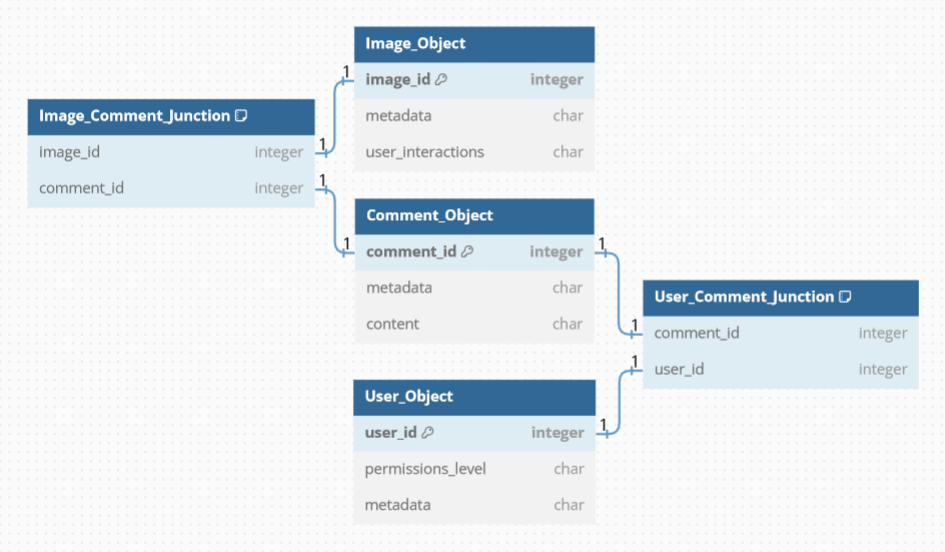 Image_Object
image_id integer
metadata char
user_interactions char
Image_Comment_Junction
image_id integer
comment_id integer
1
1
1
1
Comment_Object
comment_id integer
metadata char
content char
1
1
User_Comment_Junction
comment_id integer
user_id integer
1
1
User_Object
user_id integer
permissions_level char
metadata char